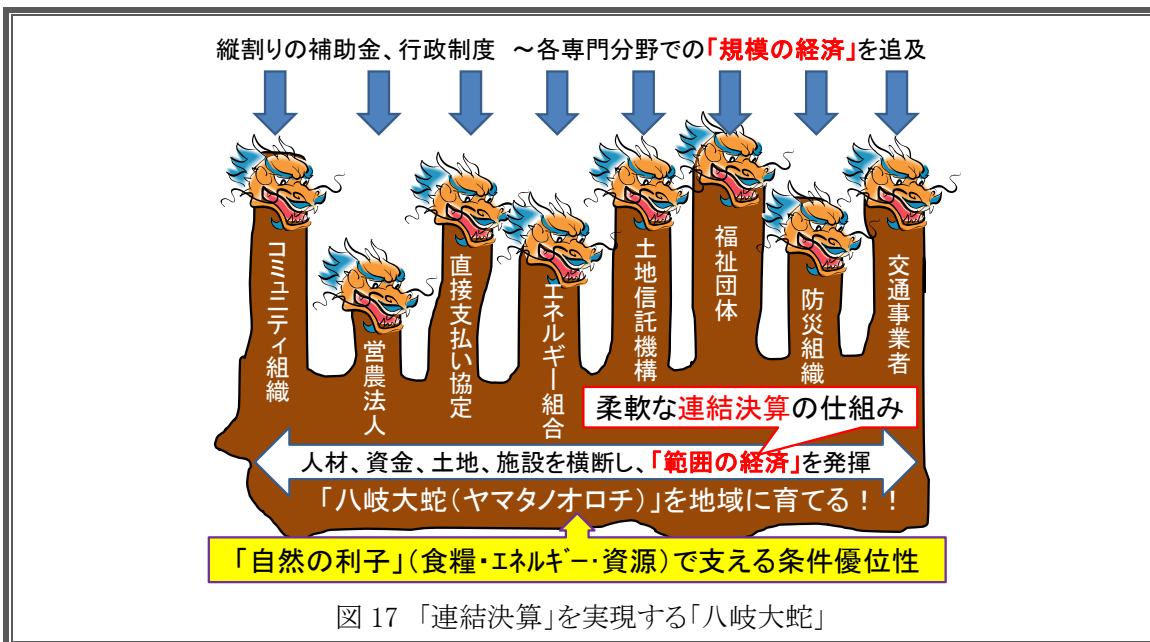 縦割りの補助金、行政制度 ～各専門分野での「規模の経済」を追及
コミュニティ組織
営農法人
直接支払い協定
エネルギー組合
土地信託機構
福祉団体
防災組織
交通事業者
柔軟な連結決算の仕組み
人材、資金、土地、施設を横断し、「範囲の経済」を発揮
「八岐大蛇(ヤマタノオロチ)」を地域に育てる！！
「自然の利子」(食糧・エネルギー・資源)で支える条件優位性
図 17 「連結決算」を実現する「八岐大蛇」